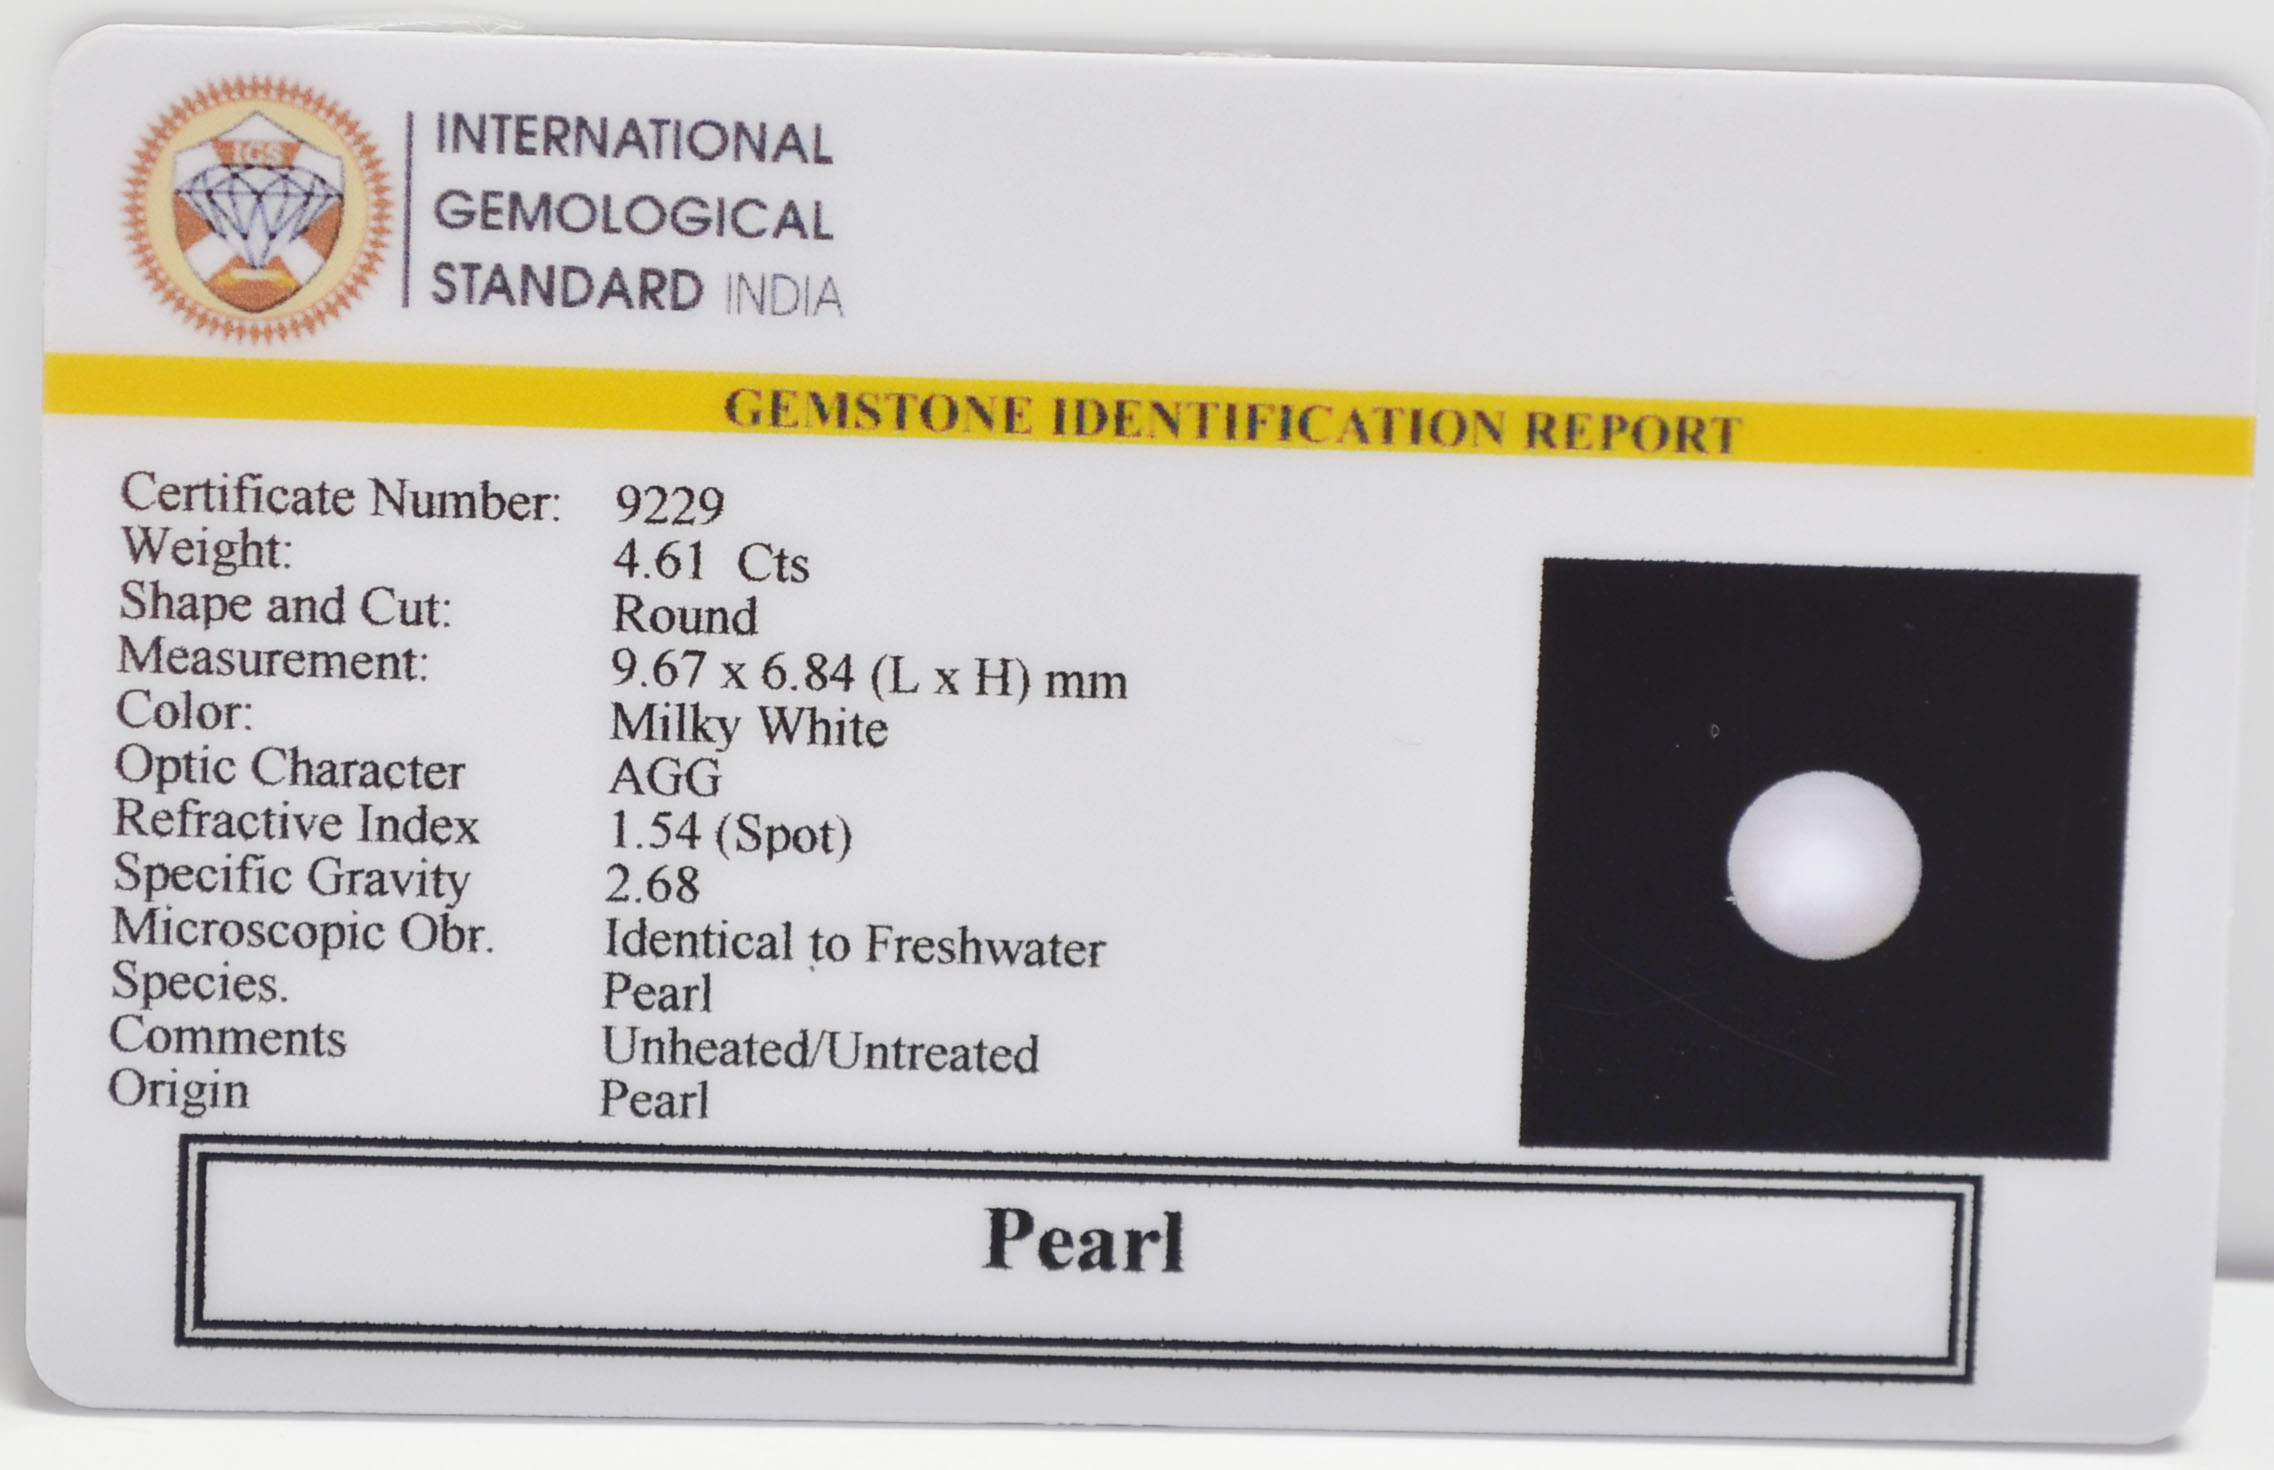 IGS
INTERNATIONAL
GEMOLOGICAL
STANDARD INDIA
GEMSTONE IDENTIFICATION REPORT
Certificate Number: 9229
Weight: 4.61 Cts
Shape and Cut: Round
Measurement: 9.67 x 6.84 (L x H) mm
Color: Milky White
Optic Character AGG
Refractive Index 1.54 (Spot)
Specific Gravity 2.68
Microscopic Obr. Identical to Freshwater
Species. Pearl
Comments Unheated/Untreated
Origin Pearl
Pearl